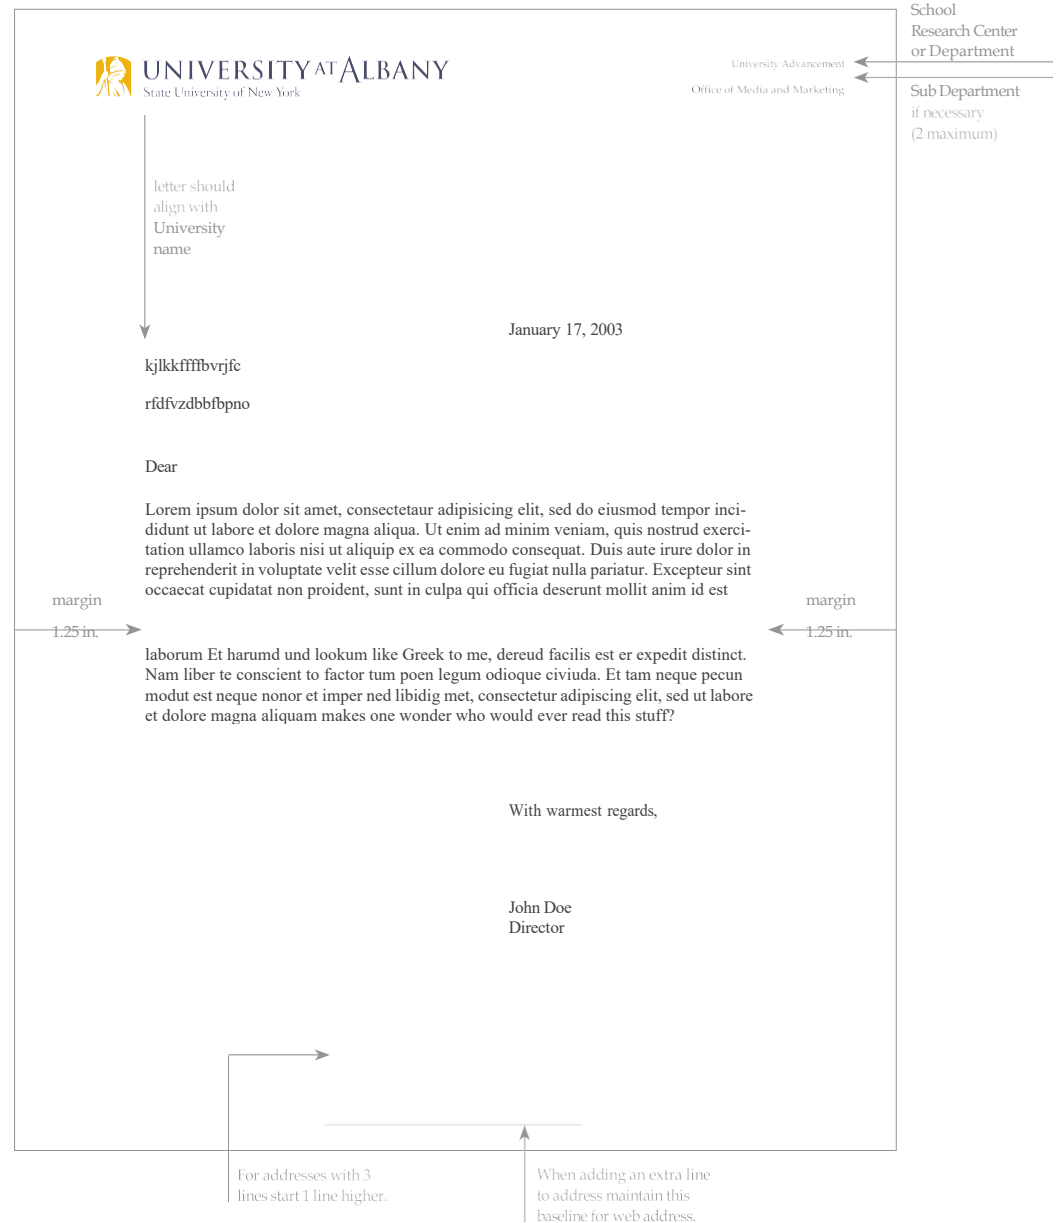 School
Research Center
or Department
UNIVERSITY AT ALBANY
State University of New York
University Advancement
Office of Media and Marketing
Sub Department
if necessary
(2 maximum)
letter should
align with
University
name
January 17, 2003
kjlkkffffbvrjfc
rfdfvzdbbfbpno
Dear
Lorem ipsum dolor sit amet, consectetaur adipisicing elit, sed do eiusmod tempor inci-
didunt ut labore et dolore magna aliqua. Ut enim ad minim veniam, quis nostrud exerci-
tation ullamco laboris nisi ut aliquip ex ea commodo consequat. Duis aute irure dolor in
reprehenderit in voluptate velit esse cillum dolore eu fugiat nulla pariatur. Excepteur sint
occaecat cupidatat non proident, sunt in culpa qui officia deserunt mollit anim id est
margin
1.25 in.
margin
1.25 in.
laborum Et harumd und lookum like Greek to me, dereud facilis est er expedit distinct.
Nam liber te conscient to factor tum poen legum odioque civiuda. Et tam neque pecun
modut est neque nonor et imper ned libidig met, consectetur adipiscing elit, sed ut labore
et dolore magna aliquam makes one wonder who would ever read this stuff?
With warmest regards,
John Doe
Director
For addresses with 3
lines start 1 line higher.
When adding an extra line
to address maintain this
baseline for web address.